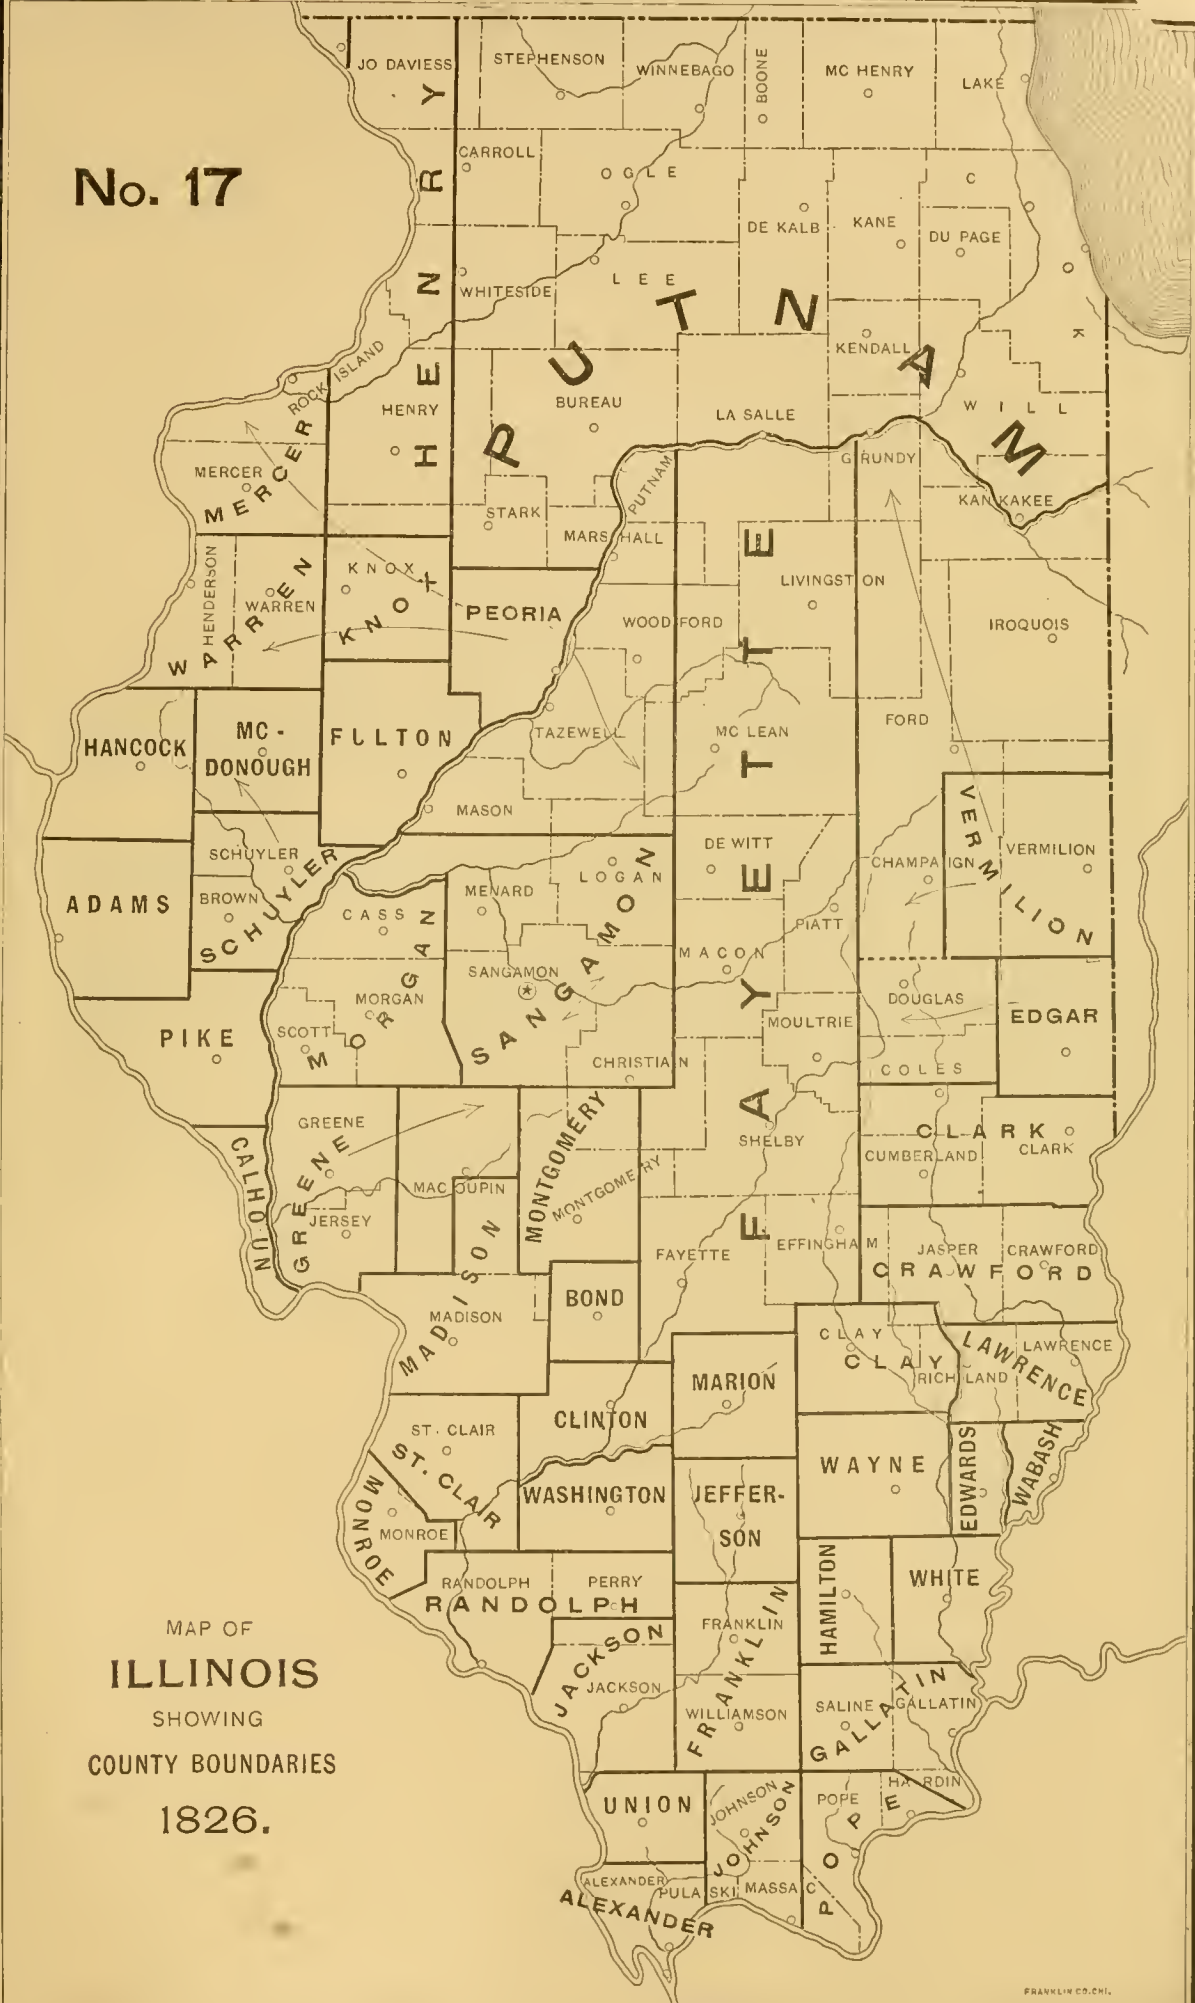 No. 17
JO DAVIESS
STEPHENSON
WINNEBAGO
BOONE
MC HENRY
LAKE
CARROLL
OGLE
DE KALB
KANE
COOK
DU PAGE
HENRY
WHITESIDE
LEE
PUTNAM
KENDALL
ROCK ISLAND
HENRY
BUREAU
LA SALLE
WILL
MERCER
MERCER
STARK
PUTNAM
GRUNDY
KANKAKEE
MARSHALL
HENDERSON
WARREN
WARREN
KNOX
KNOX
PEORIA
WOODFORD
LIVINGSTON
IROQUOIS
FAYETTE
HANCOCK
MC-
DONOUGH
FULTON
TAZEWELL
MC LEAN
FORD
MASON
VERMILION
VERMILION
ADAMS
SCHUYLER
BROWN
SCHUYLER
CASS
MENARD
LOGAN
DE WITT
CHAMPAIGN
PIATT
MACON
SANGAMON
SANGAMON
PIKE
SCOTT
MORGAN
MORGAN
CHRISTIAN
MOULTRIE
DOUGLAS
EDGAR
COLES
GREENE
GREENE
CALHOUN
JERSEY
MACOUPIN
MONTGOMERY
MONTGOMERY
SHELBY
CLARK
CLARK
CUMBERLAND
FAYETTE
EFFINGHAM
JASPER
CRAWFORD
CRAWFORD
MADISON
MADISON
BOND
CLAY
CLAY
RICHLAND
LAWRENCE
LAWRENCE
MARION
CLINTON
ST. CLAIR
ST. CLAIR
WASHINGTON
JEFFER-
SON
WAYNE
EDWARDS
WABASH
MONROE
MONROE
RANDOLPH
PERRY
RANDOLPH
HAMILTON
WHITE
JACKSON
JACKSON
FRANKLIN
FRANKLIN
WILLIAMSON
SALINE
GALLATIN
GALLATIN
UNION
JOHNSON
JOHNSON
POPE
POPE
HARDIN
ALEXANDER
ALEXANDER
PULASKI
MASSAC
MAP OF
ILLINOIS
SHOWING
COUNTY BOUNDARIES
1826.
FRANKLIN CO. CHI.